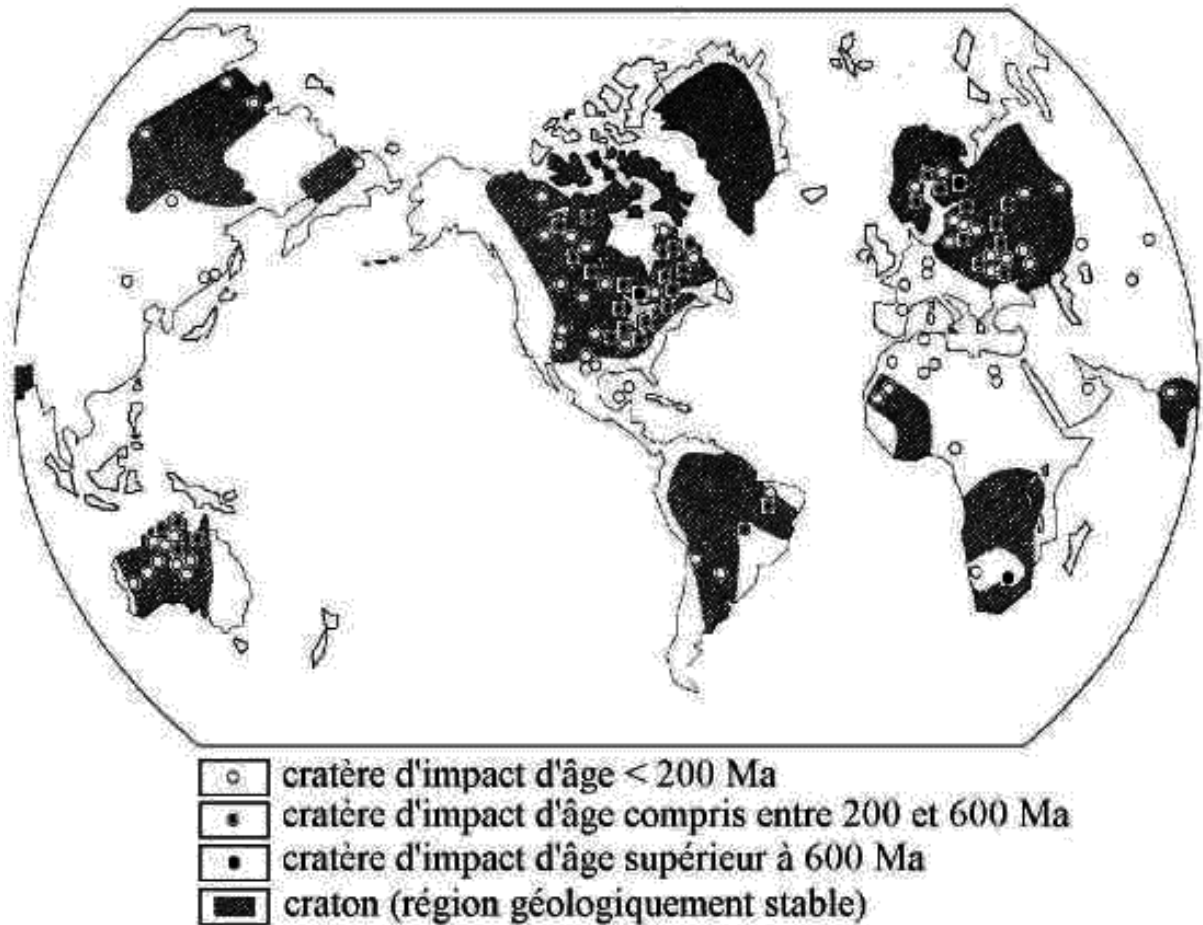 cratère d'impact d'âge < 200 Ma
cratère d'impact d'âge compris entre 200 et 600 Ma
cratère d'impact d'âge supérieur à 600 Ma
craton (région géologiquement stable)